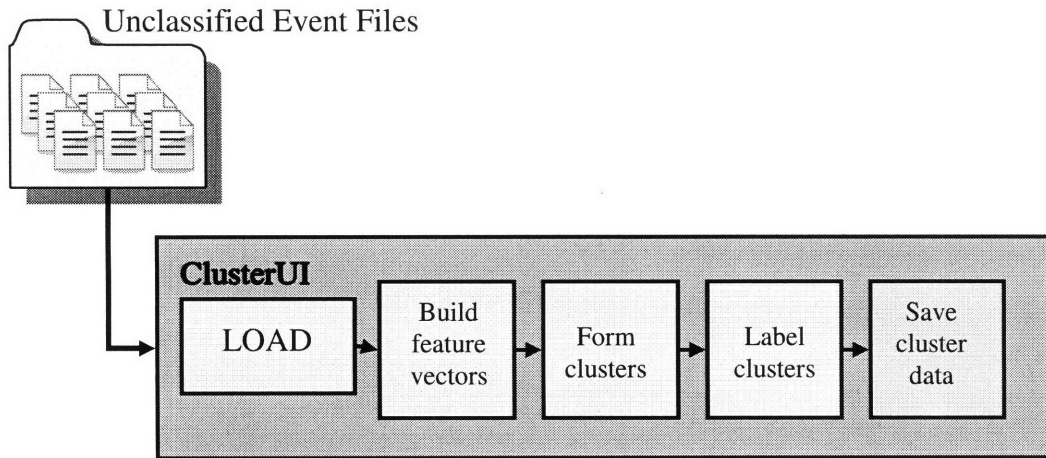 Unclassified Event Files
ClusterUI
LOAD
Build
feature
vectors
Form
clusters
Label
clusters
Save
cluster
data